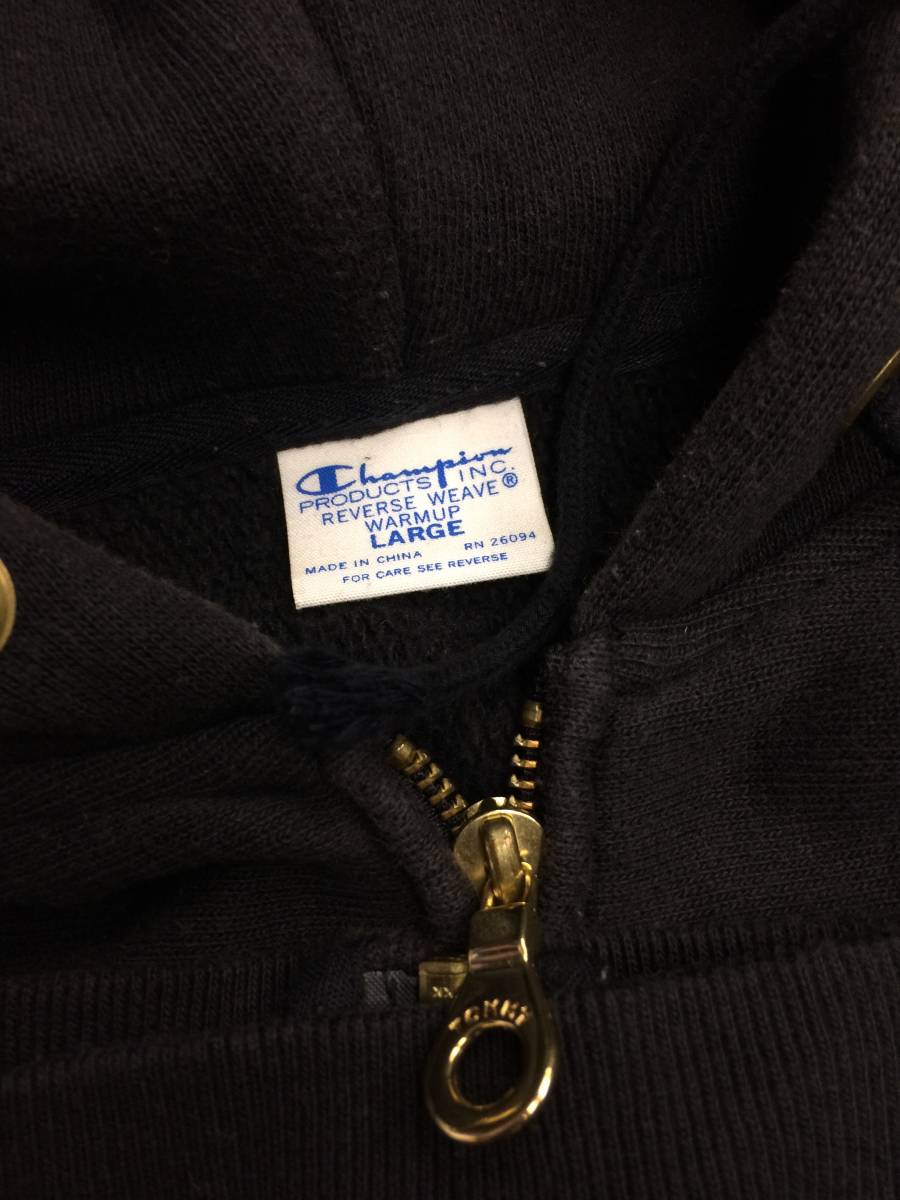 Champion
PRODUCTS INC.
REVERSE WEAVE®
WARMUP
LARGE
MADE IN CHINA RN 26094
FOR CARE SEE REVERSE